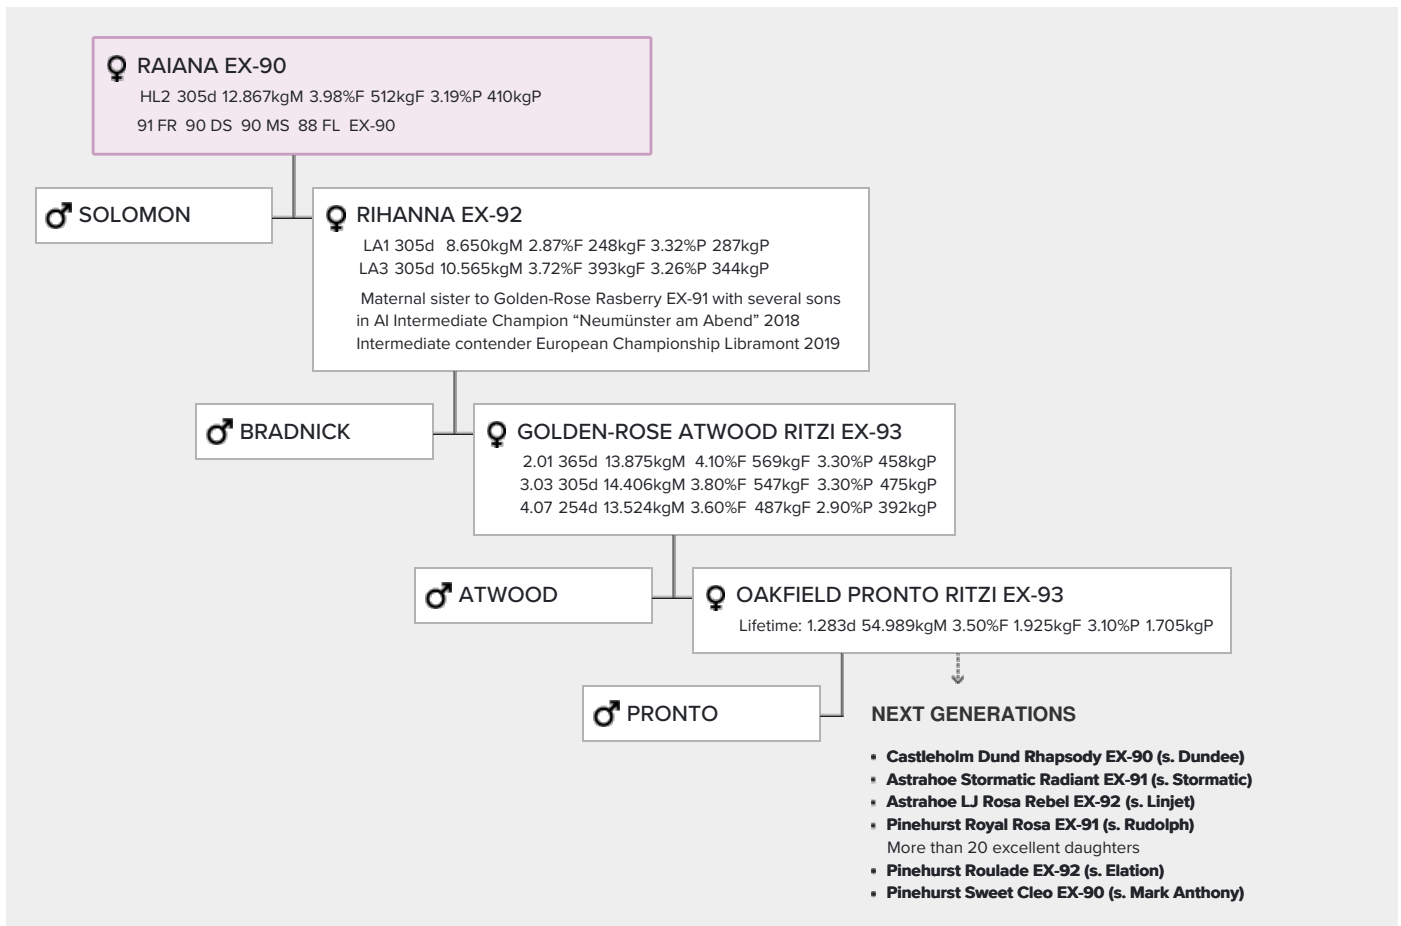 RAIANA EX-90
HL2 305d 12.867kgM 3.98%F 512kgF 3.19%P 410kgP
91 FR 90 DS 90 MS 88 FL EX-90
SOLOMON
RIHANNA EX-92
LA1 305d 8.650kgM 2.87%F 248kgF 3.32%P 287kgP
LA3 305d 10.565kgM 3.72%F 393kgF 3.26%P 344kgP
Maternal sister to Golden-Rose Rasberry EX-91 with several sons
in AI Intermediate Champion “Neumünster am Abend” 2018
Intermediate contender European Championship Libramont 2019
BRADNICK
GOLDEN-ROSE ATWOOD RITZI EX-93
2.01 365d 13.875kgM 4.10%F 569kgF 3.30%P 458kgP
3.03 305d 14.406kgM 3.80%F 547kgF 3.30%P 475kgP
4.07 254d 13.524kgM 3.60%F 487kgF 2.90%P 392kgP
ATWOOD
OAKFIELD PRONTO RITZI EX-93
Lifetime: 1.283d 54.989kgM 3.50%F 1.925kgF 3.10%P 1.705kgP
PRONTO
NEXT GENERATIONS
• Castleholm Dund Rhapsody EX-90 (s. Dundee)
• Astrahoe Stormatic Radiant EX-91 (s. Stormatic)
• Astrahoe LJ Rosa Rebel EX-92 (s. Linjet)
• Pinehurst Royal Rosa EX-91 (s. Rudolph)
More than 20 excellent daughters
• Pinehurst Roulade EX-92 (s. Elation)
• Pinehurst Sweet Cleo EX-90 (s. Mark Anthony)